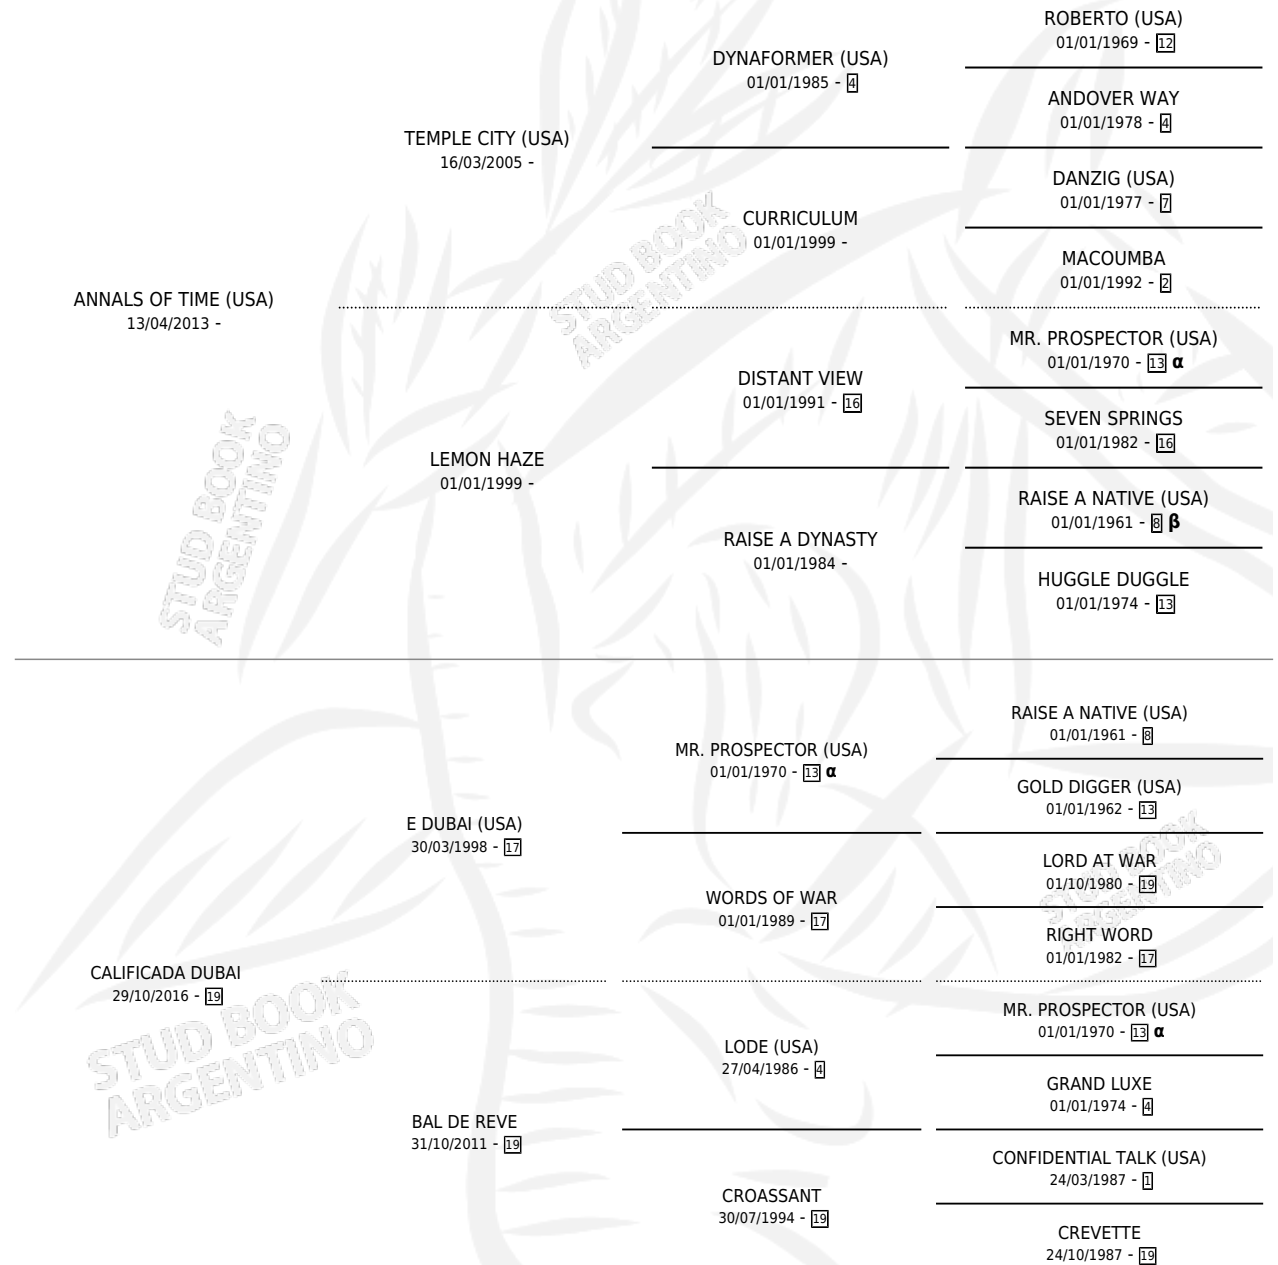 ROBERTO (USA)
01/01/1969 - 12
DYNAFORMER (USA)
01/01/1985 - 4
ANDOVER WAY
01/01/1978 - 4
TEMPLE CITY (USA)
16/03/2005 -
DANZIG (USA)
01/01/1977 - 7
CURRICULUM
01/01/1999 -
MACOUMBA
01/01/1992 - 2
ANNALS OF TIME (USA)
13/04/2013 -
MR. PROSPECTOR (USA)
01/01/1970 - 13 α
DISTANT VIEW
01/01/1991 - 16
SEVEN SPRINGS
01/01/1982 - 16
LEMON HAZE
01/01/1999 -
RAISE A NATIVE (USA)
01/01/1961 - 8 β
RAISE A DYNASTY
01/01/1984 -
HUGGLE DUGGLE
01/01/1974 - 13
RAISE A NATIVE (USA)
01/01/1961 - 8
MR. PROSPECTOR (USA)
01/01/1970 - 13 α
GOLD DIGGER (USA)
01/01/1962 - 13
E DUBAI (USA)
30/03/1998 - 17
LORD AT WAR
01/10/1980 - 19
WORDS OF WAR
01/01/1989 - 17
RIGHT WORD
01/01/1982 - 17
CALIFICADA DUBAI
29/10/2016 - 19
MR. PROSPECTOR (USA)
01/01/1970 - 13 α
LODE (USA)
27/04/1986 - 4
GRAND LUXE
01/01/1974 - 4
BAL DE REVE
31/10/2011 - 19
CONFIDENTIAL TALK (USA)
24/03/1987 - 1
CROASSANT
30/07/1994 - 19
CREVETTE
24/10/1987 - 19
STUD BOOK
ARGENTINO
STUD BOOK
ARGENTINO
STUD BOOK
ARGENTINO
STUD BOOK
ARGENTINO